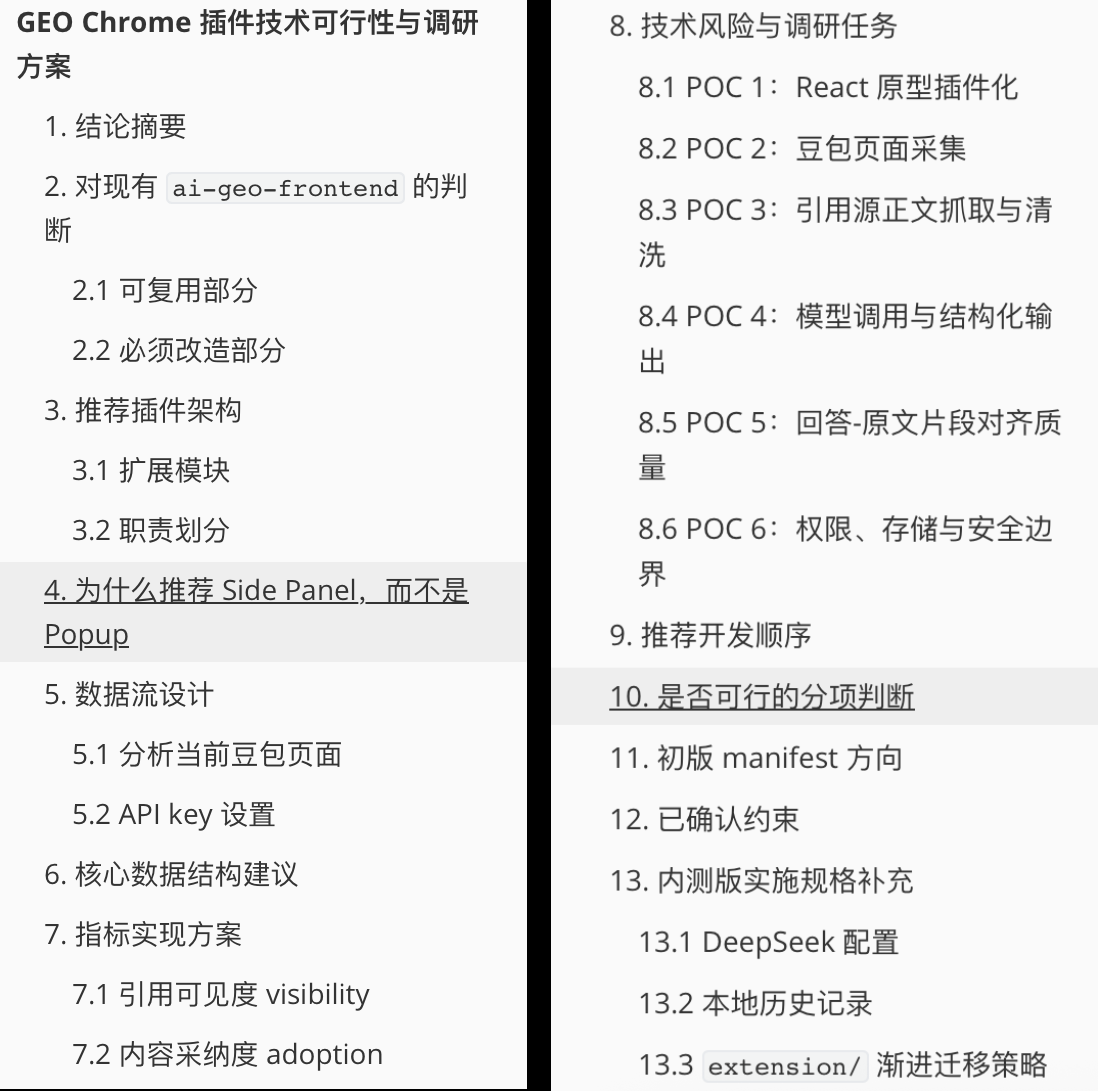 GEO Chrome 插件技术可行性与调研
方案
1. 结论摘要
2. 对现有 ai-geo-frontend 的判
断
2.1 可复用部分
2.2 必须改造部分
3. 推荐插件架构
3.1 扩展模块
3.2 职责划分
4. 为什么推荐 Side Panel，而不是
Popup
5. 数据流设计
5.1 分析当前豆包页面
5.2 API key 设置
6. 核心数据结构建议
7. 指标实现方案
7.1 引用可见度 visibility
7.2 内容采纳度 adoption
8. 技术风险与调研任务
8.1 POC 1：React 原型插件化
8.2 POC 2：豆包页面采集
8.3 POC 3：引用源正文抓取与清
洗
8.4 POC 4：模型调用与结构化输
出
8.5 POC 5：回答-原文片段对齐质
量
8.6 POC 6：权限、存储与安全边
界
9. 推荐开发顺序
10. 是否可行的分项判断
11. 初版 manifest 方向
12. 已确认约束
13. 内测版实施规格补充
13.1 DeepSeek 配置
13.2 本地历史记录
13.3 extension/ 渐进迁移策略